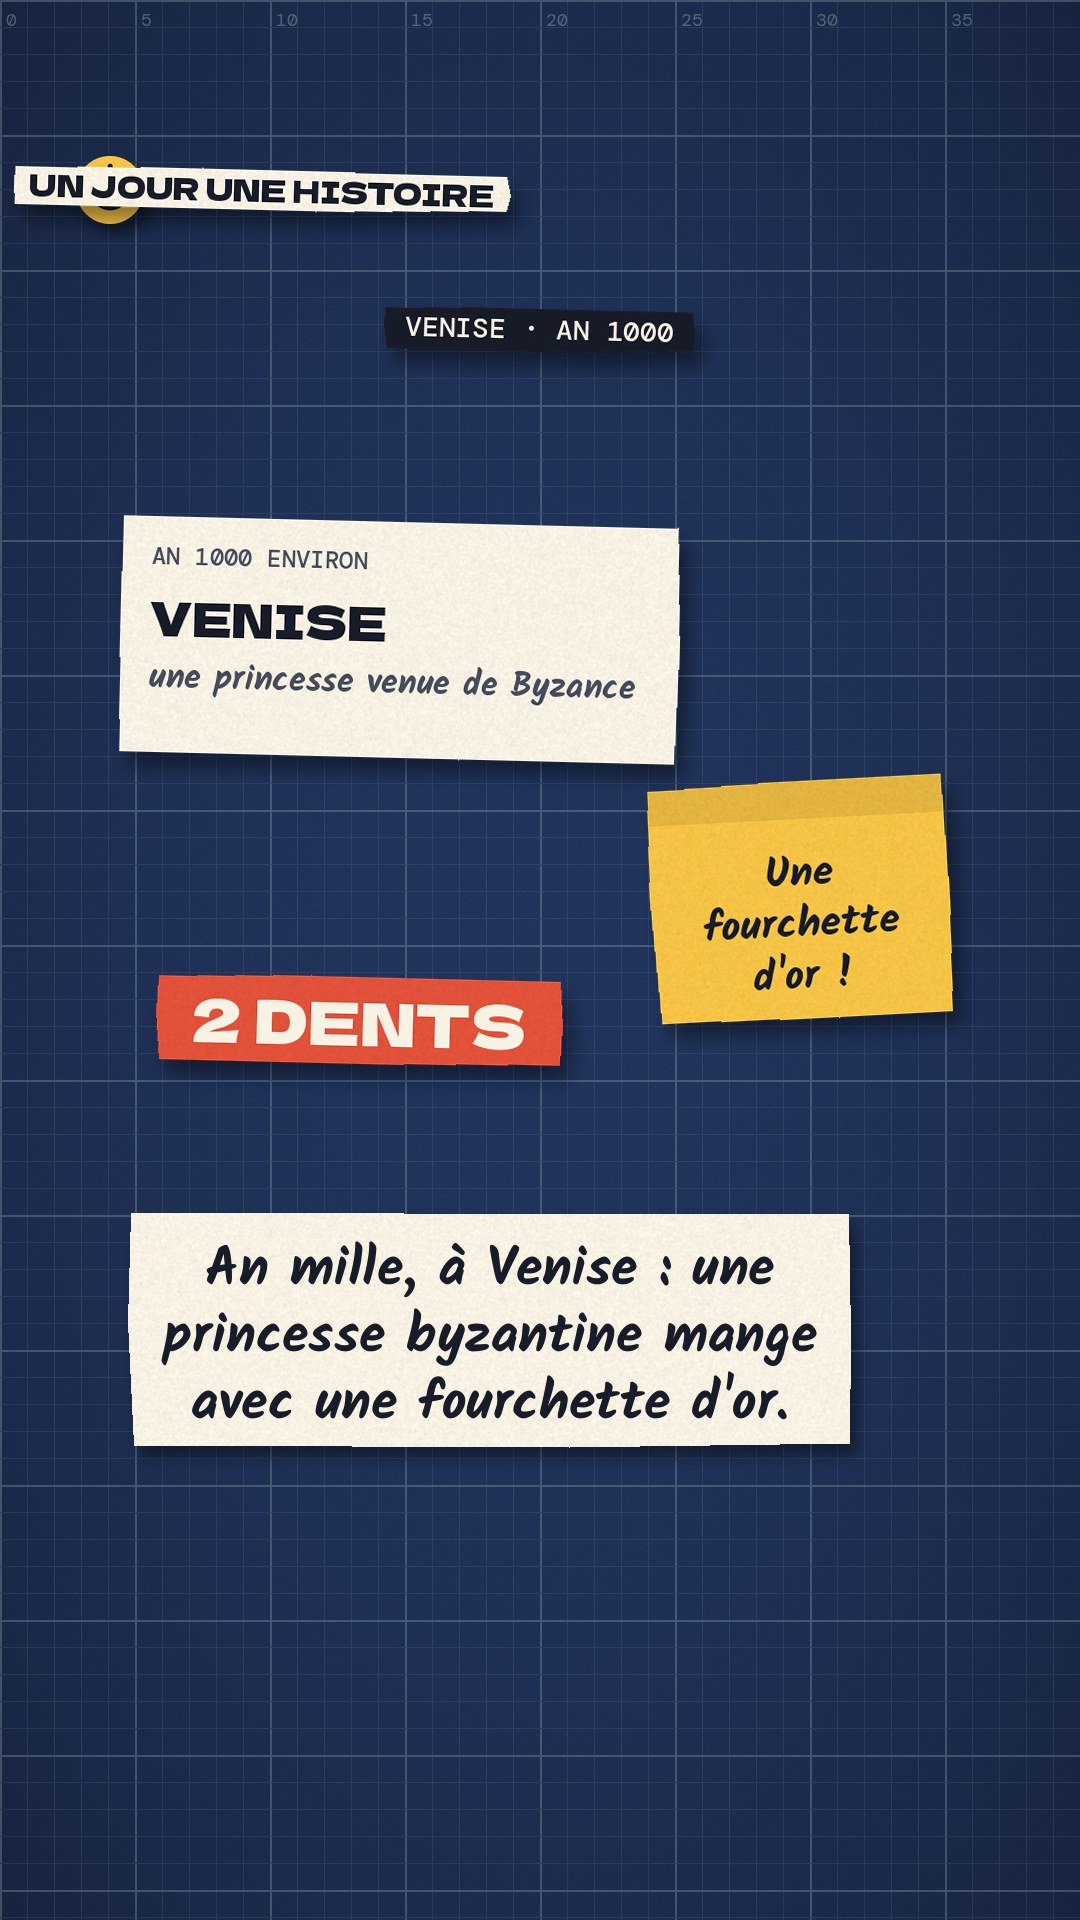 0 5 10 15 20 25 30 35
UN JOUR UNE HISTOIRE
VENISE · AN 1000
AN 1000 ENVIRON
VENISE
une princesse venue de Byzance
Une
fourchette
d'or !
2 DENTS
An mille, à Venise : une
princesse byzantine mange
avec une fourchette d'or.